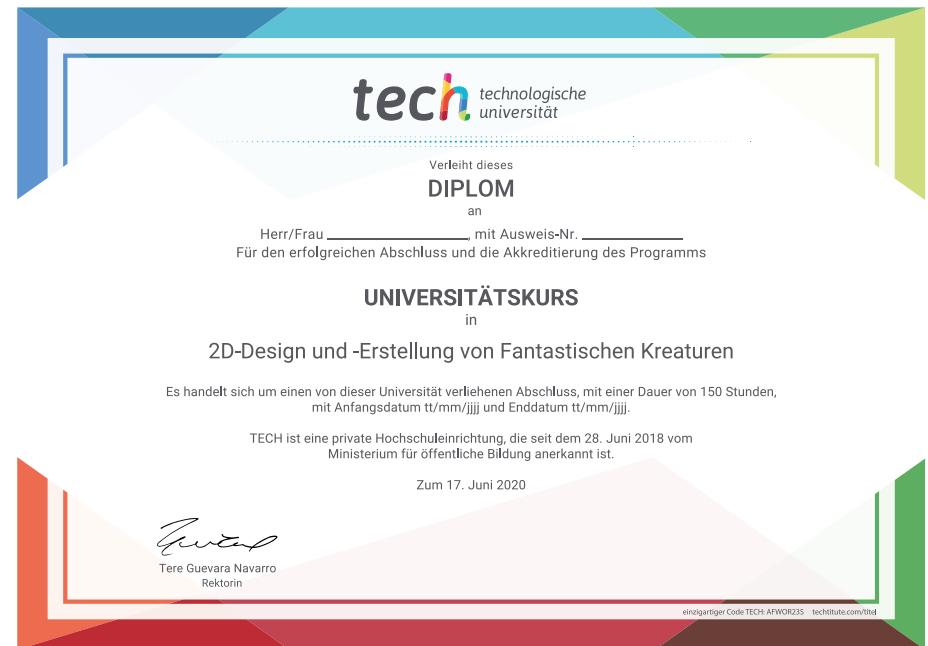 tech technologische
universität
Verleiht dieses
DIPLOM
an
Herr/Frau ____________, mit Ausweis-Nr. ____________
Für den erfolgreichen Abschluss und die Akkreditierung des Programms
UNIVERSITÄTSKURS
in
2D-Design und -Erstellung von Fantastischen Kreaturen
Es handelt sich um einen von dieser Universität verliehenen Abschluss, mit einer Dauer von 150 Stunden,
mit Anfangsdatum tt/mm/jjjj und Enddatum tt/mm/jjjj.
TECH ist eine private Hochschuleinrichtung, die seit dem 28. Juni 2018 vom
Ministerium für öffentliche Bildung anerkannt ist.
Zum 17. Juni 2020
Tere Guevara Navarro
Rektorin
einzigartiger Code TECH: AFWOR23S techtitute.com/titel